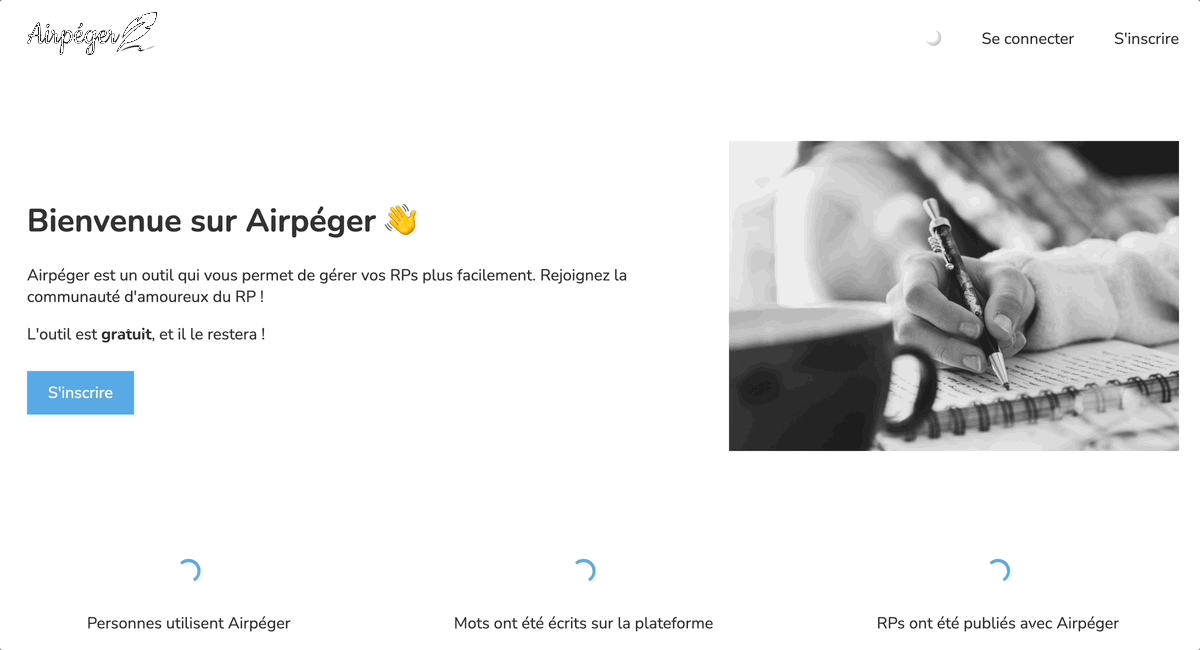 Airpéger
Se connecter
S'inscrire
Bienvenue sur Airpéger 👋
Airpéger est un outil qui vous permet de gérer vos RPs plus facilement. Rejoignez la
communauté d'amoureux du RP !
L'outil est gratuit, et il le restera !
S'inscrire
Personnes utilisent Airpéger
Mots ont été écrits sur la plateforme
RPs ont été publiés avec Airpéger